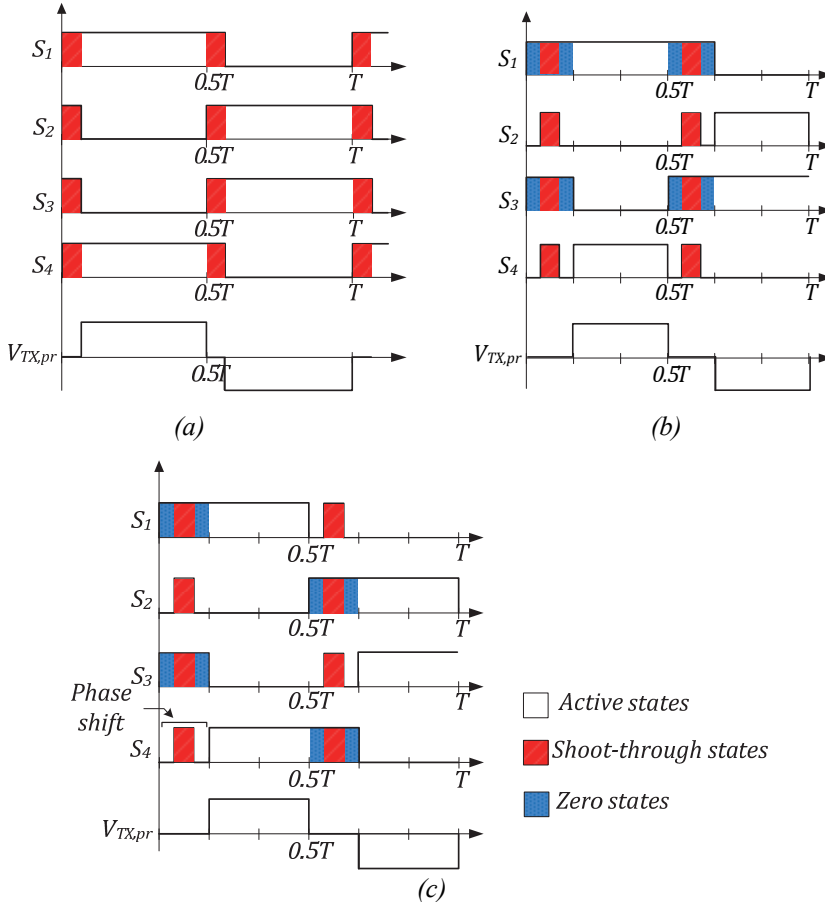 S1
0.5T
T
S2
0.5T
T
S3
0.5T
T
S4
0.5T
T
VTX,pr
0.5T
(a)
S1
0.5T
T
S2
0.5T
T
S3
0.5T
T
S4
0.5T
T
VTX,pr
0.5T
T
(b)
S1
0.5T
T
S2
0.5T
T
S3
0.5T
T
Phase
shift
S4
0.5T
T
VTX,pr
0.5T
T
(c)
Active states
Shoot-through states
Zero states